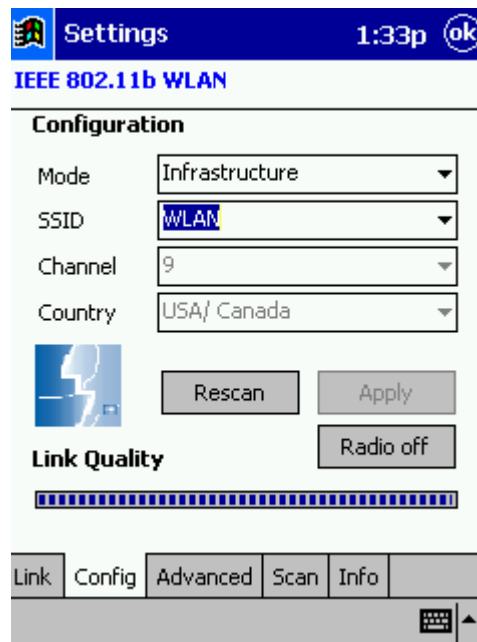 Settings 1:33p ok
IEEE 802.11b WLAN
Configuration
Mode Infrastructure
SSID WLAN
Channel 9
Country USA/ Canada
Rescan Apply
Radio off
Link Quality
Link Config Advanced Scan Info